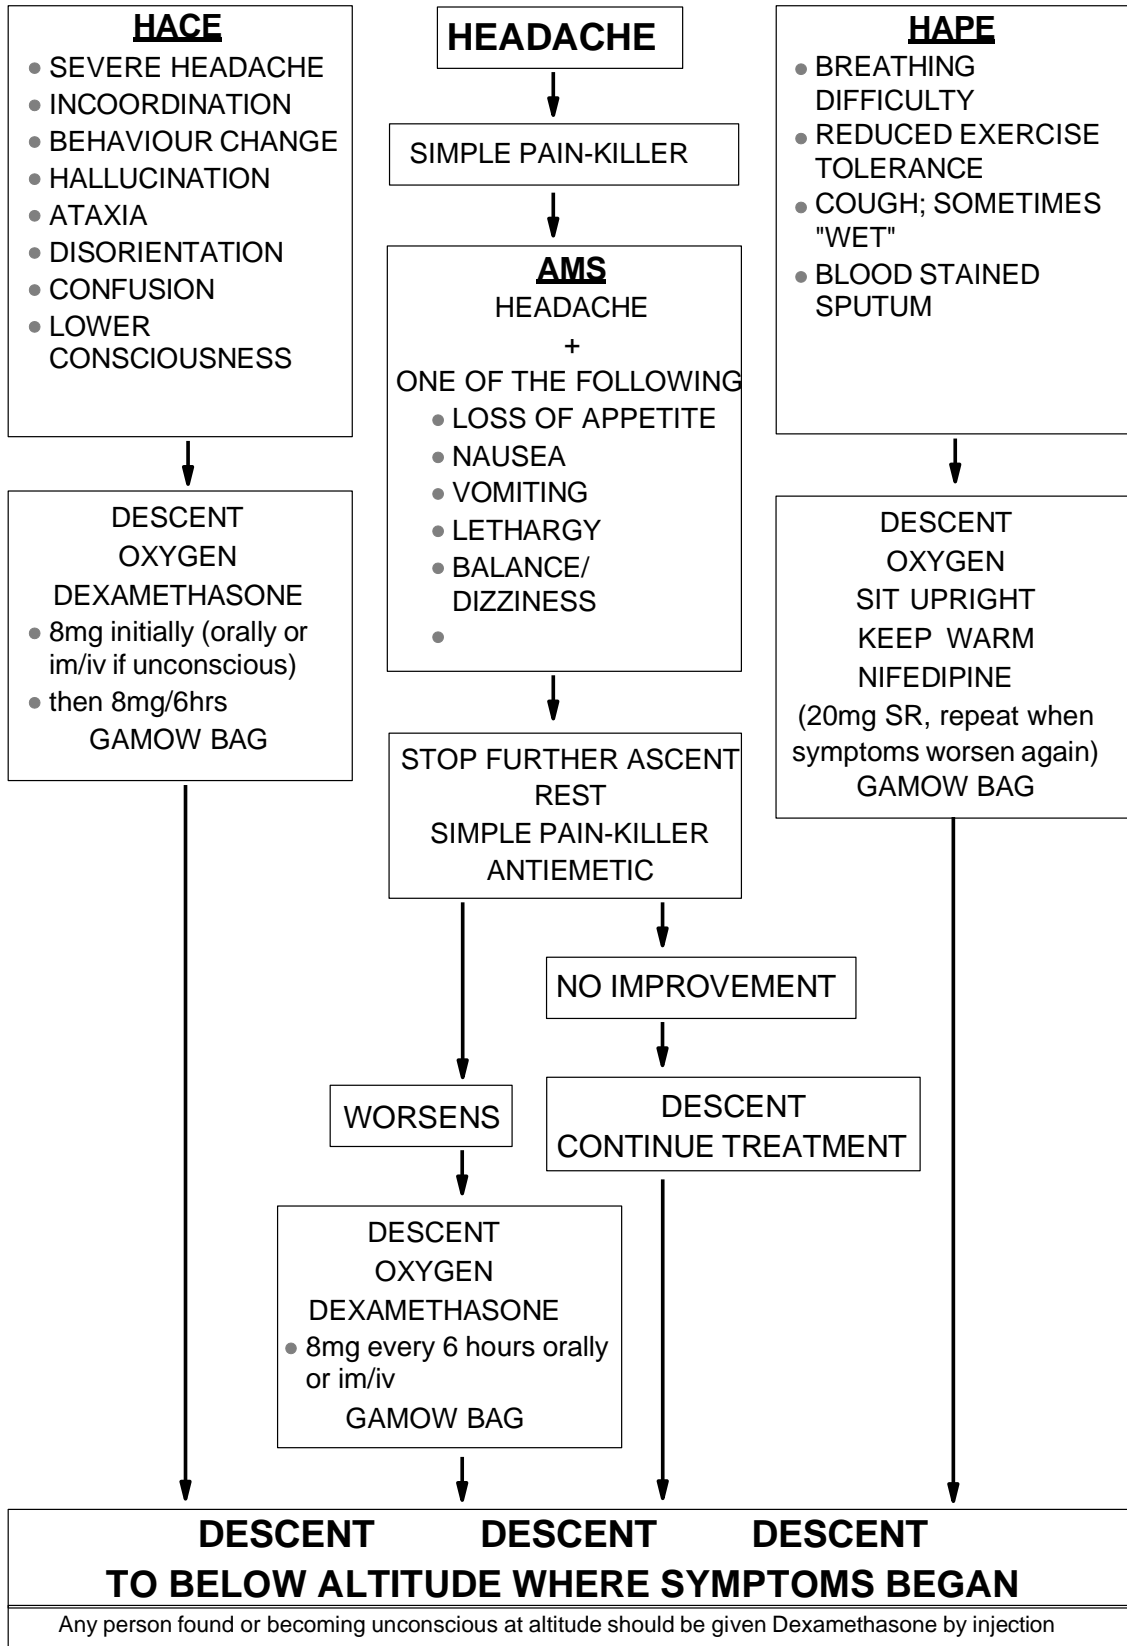 HACE
SEVERE HEADACHE
INCOORDINATION
BEHAVIOUR CHANGE
HALLUCINATION
ATAXIA
DISORIENTATION
CONFUSION
LOWER
CONSCIOUSNESS
DESCENT
OXYGEN
DEXAMETHASONE
8mg initially (orally or
im/iv if unconscious)
then 8mg/6hrs
GAMOW BAG
HEADACHE
SIMPLE PAIN-KILLER
AMS
HEADACHE
+
ONE OF THE FOLLOWING
LOSS OF APPETITE
NAUSEA
VOMITING
LETHARGY
BALANCE/
DIZZINESS
STOP FURTHER ASCENT
REST
SIMPLE PAIN-KILLER
ANTIEMETIC
NO IMPROVEMENT
DESCENT
CONTINUE TREATMENT
WORSENS
DESCENT
OXYGEN
DEXAMETHASONE
8mg every 6 hours orally
or im/iv
GAMOW BAG
HAPE
BREATHING
DIFFICULTY
REDUCED EXERCISE
TOLERANCE
COUGH; SOMETIMES
"WET"
BLOOD STAINED
SPUTUM
DESCENT
OXYGEN
SIT UPRIGHT
KEEP WARM
NIFEDIPINE
(20mg SR, repeat when
symptoms worsen again)
GAMOW BAG
DESCENT DESCENT DESCENT
TO BELOW ALTITUDE WHERE SYMPTOMS BEGAN
Any person found or becoming unconscious at altitude should be given Dexamethasone by injection